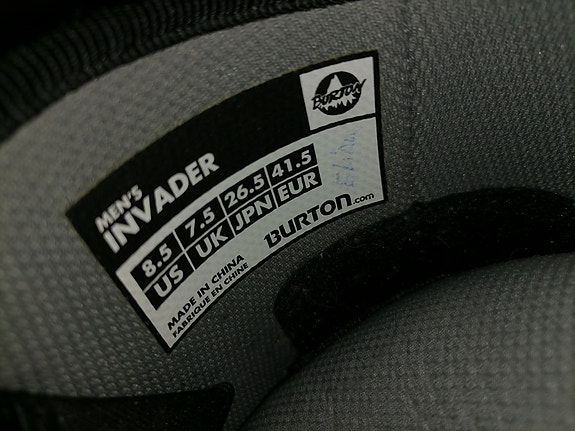 BURTON
MEN'S
INVADER
8.5 7.5 26.5 41.5
US UK JPN EUR
BURTON.com
MADE IN CHINA
FABRIQUE EN CHINE